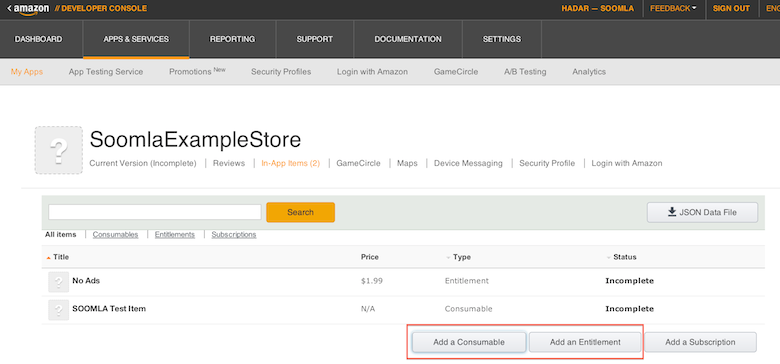 amazon // DEVELOPER CONSOLE HADAR — SOOMLA FEEDBACK SIGN OUT ENG
DASHBOARD APPS & SERVICES REPORTING SUPPORT DOCUMENTATION SETTINGS
My Apps App Testing Service Promotions New Security Profiles Login with Amazon GameCircle A/B Testing Analytics
?
SoomlaExampleStore
Current Version (Incomplete) Reviews In-App Items (2) GameCircle Maps Device Messaging Security Profile Login with Amazon
Search JSON Data File
All items Consumables Entitlements Subscriptions
Title Price Type Status
? No Ads $1.99 Entitlement Incomplete
? SOOMLA Test Item N/A Consumable Incomplete
Add a Consumable Add an Entitlement Add a Subscription